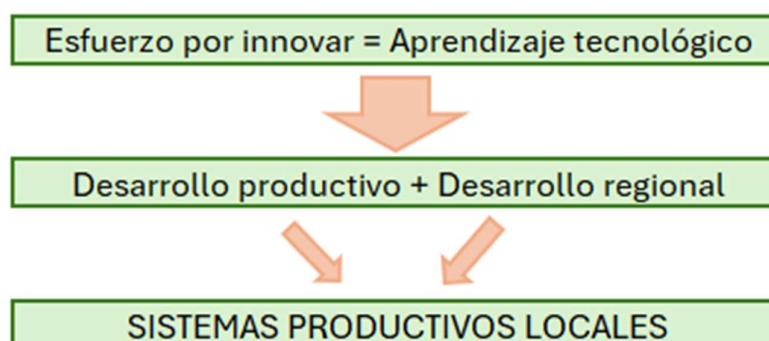 Esfuerzo por innovar = Aprendizaje tecnológico
Desarrollo productivo + Desarrollo regional
SISTEMAS PRODUCTIVOS LOCALES